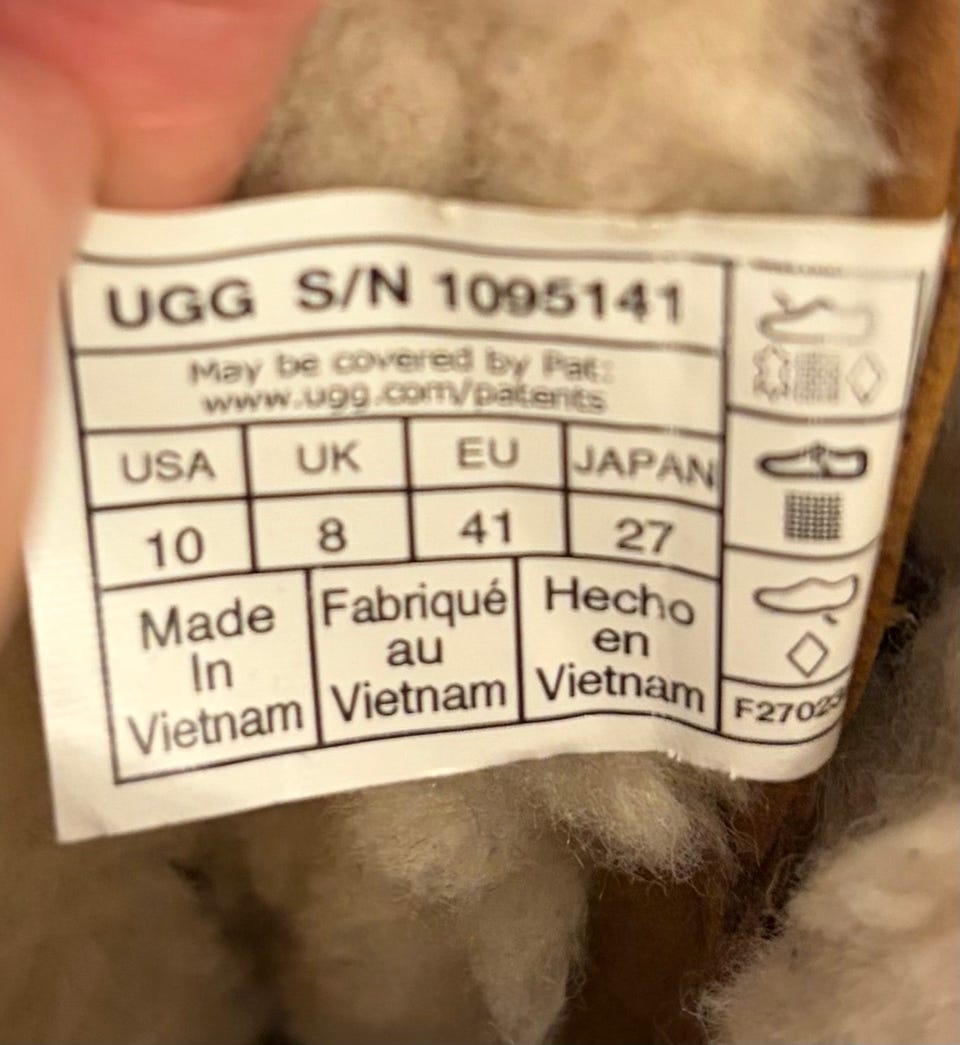 UGG S/N 1095141
May be covered by Pat:
www.ugg.com/patents
USA UK EU JAPAN
10 8 41 27
Made
In
Vietnam
Fabriqué
au
Vietnam
Hecho
en
Vietnam